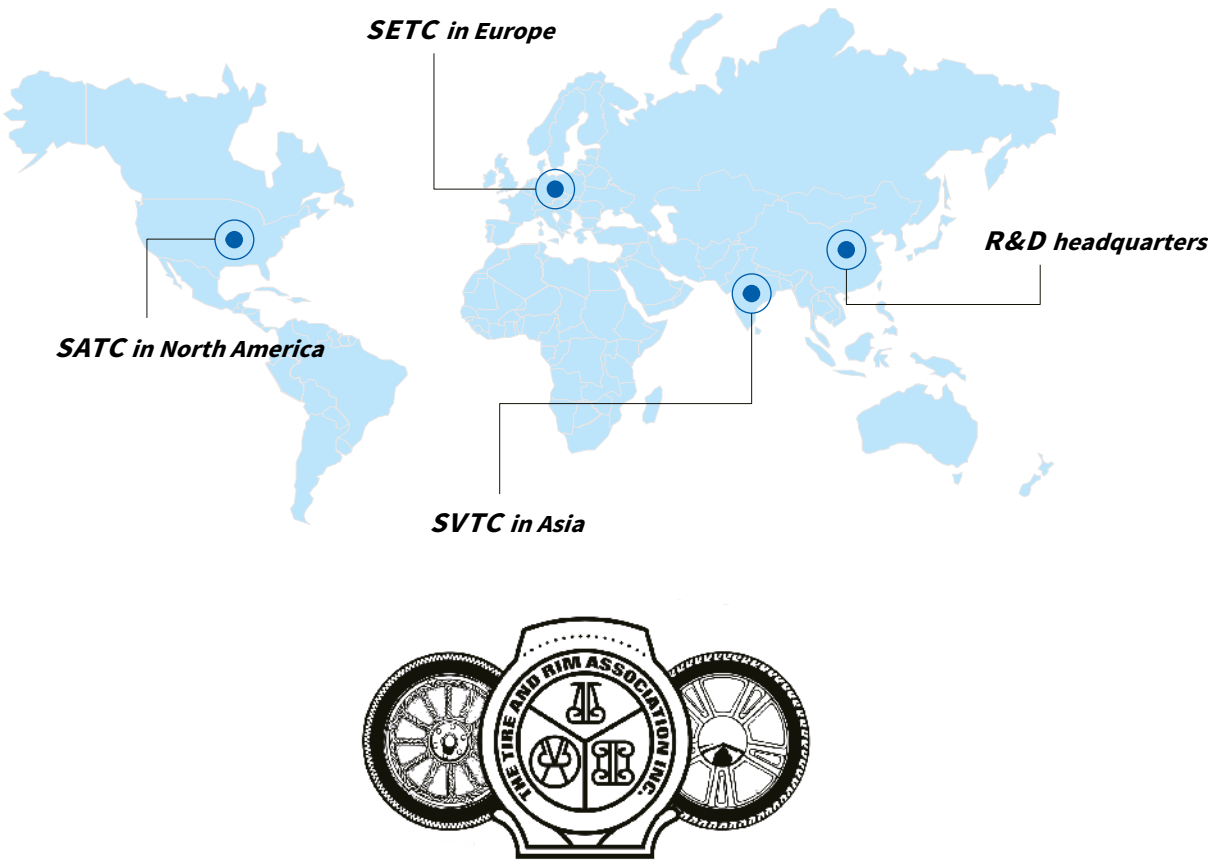 SETC in Europe
R&D headquarters
SATC in North America
SVTC in Asia
THE TIRE AND RIM ASSOCIATION INC.